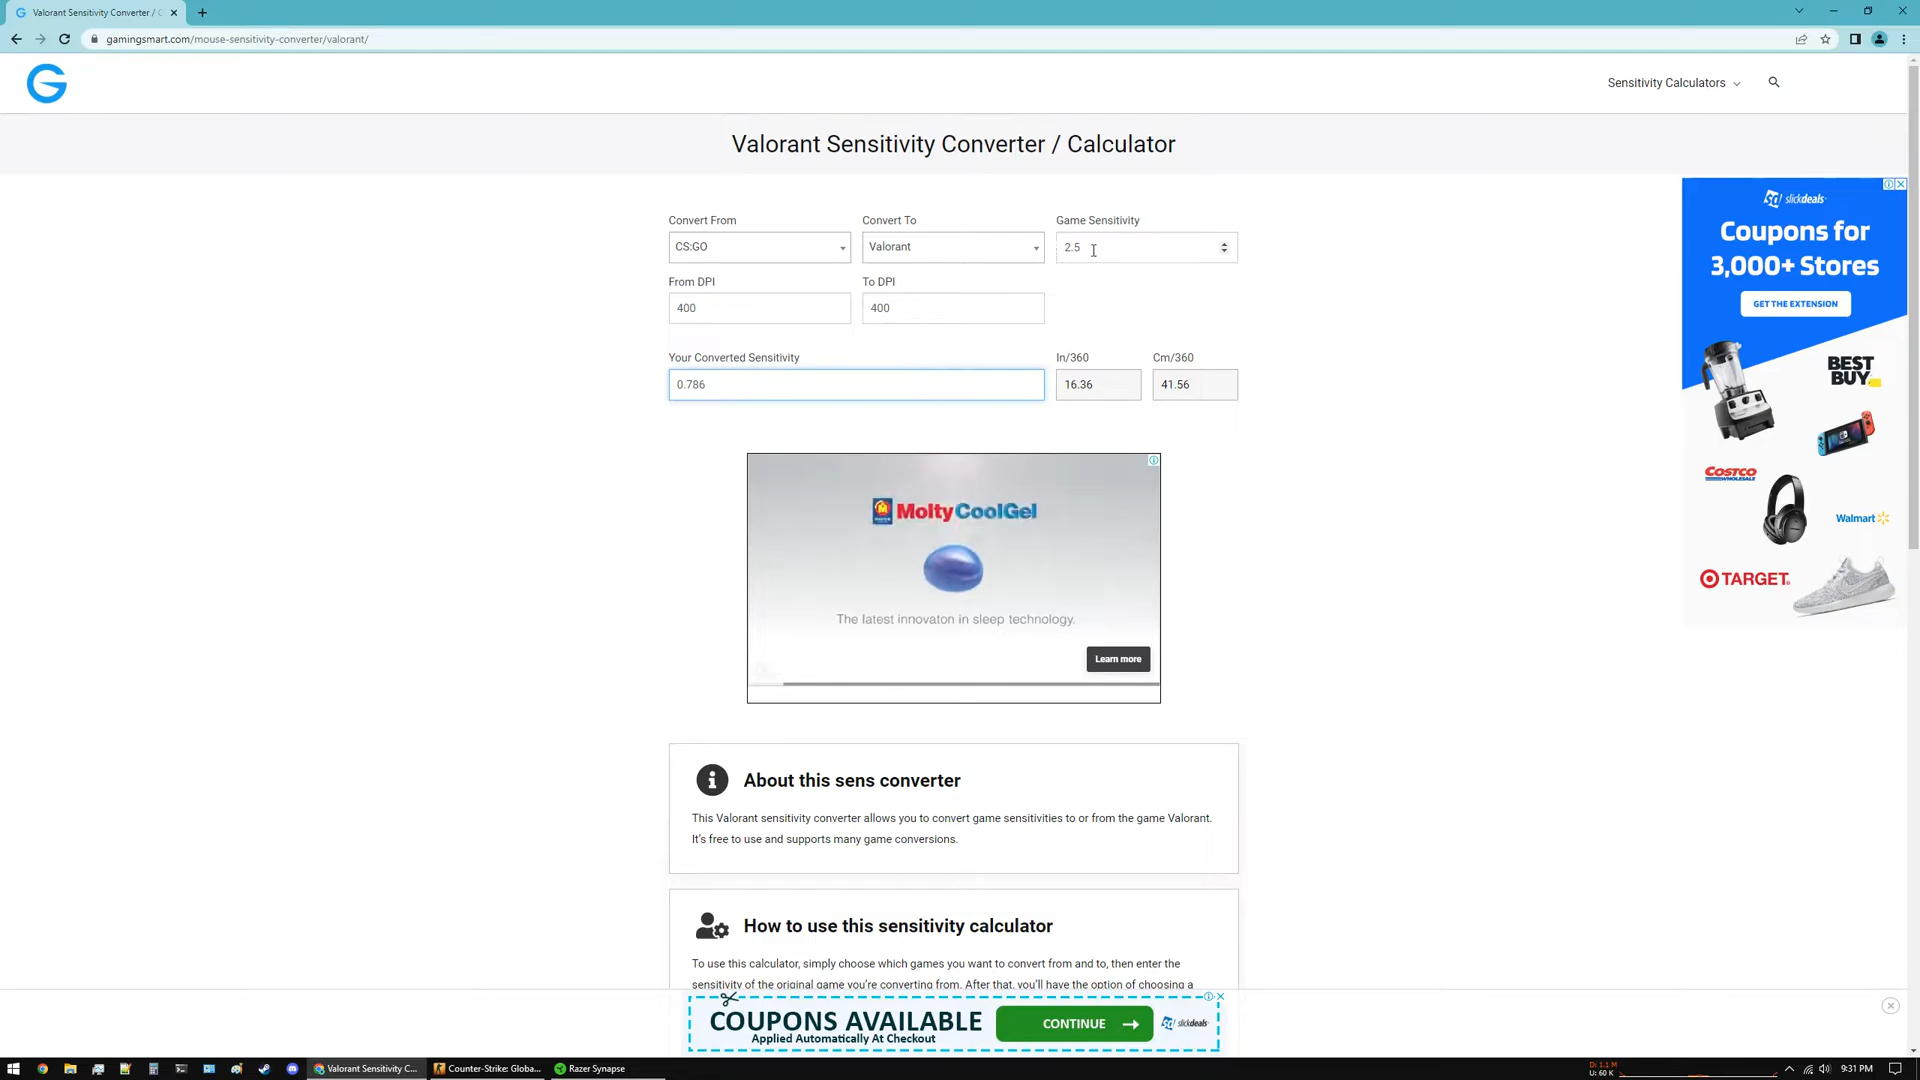 Valorant Sensitivity Converter / C
gamingsmart.com/mouse-sensitivity-converter/valorant/
Sensitivity Calculators
Valorant Sensitivity Converter / Calculator
Convert From
Convert To
Game Sensitivity
CS:GO
Valorant
2.5
From DPI
To DPI
400
400
Your Converted Sensitivity
In/360
Cm/360
0.786
16.36
41.56
slickdeals
Coupons for
3,000+ Stores
GET THE EXTENSION
BEST
BUY
COSTCO
WHOLESALE
Walmart
TARGET
MoltyCoolGel
The latest innovaton in sleep technology.
Learn more
About this sens converter
This Valorant sensitivity converter allows you to convert game sensitivities to or from the game Valorant.
It's free to use and supports many game conversions.
How to use this sensitivity calculator
To use this calculator, simply choose which games you want to convert from and to, then enter the
sensitivity of the original game you're converting from. After that, you'll have the option of choosing a
COUPONS AVAILABLE
Applied Automatically At Checkout
CONTINUE
slickdeals
Valorant Sensitivity C...
Counter-Strike: Globa...
Razer Synapse
D: 1.1 M
U: 60 K
9:31 PM